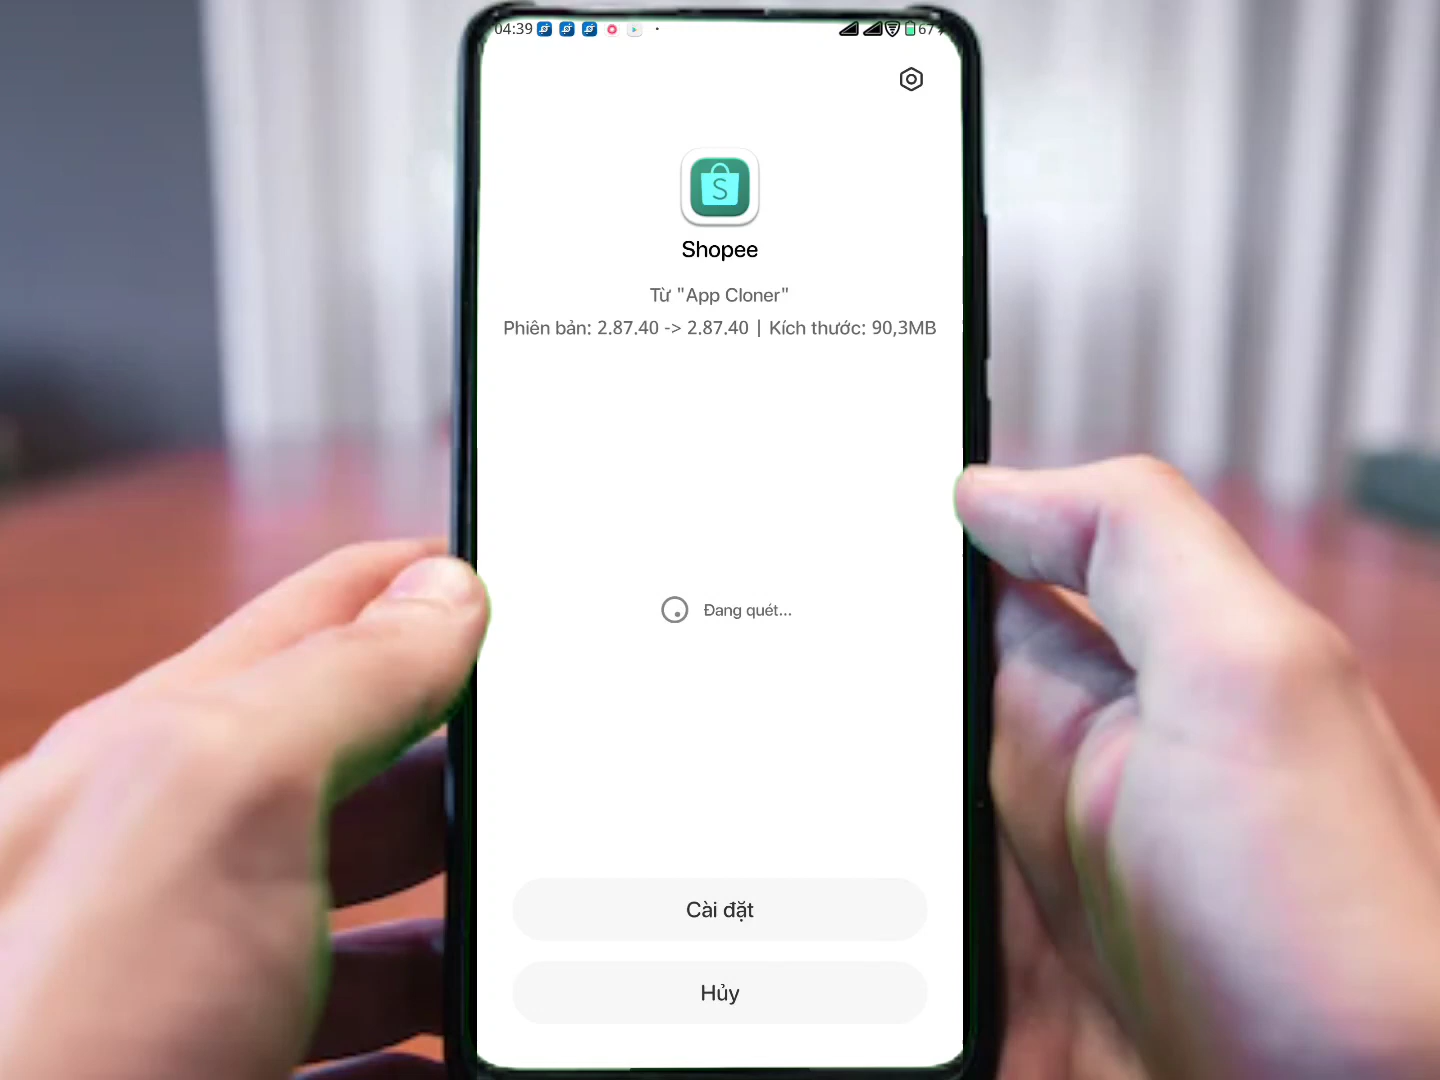 04:39
67
S
Shopee
Từ "App Cloner"
Phiên bản: 2.87.40 -> 2.87.40 | Kích thước: 90,3MB
Đang quét...
Cài đặt
Hủy